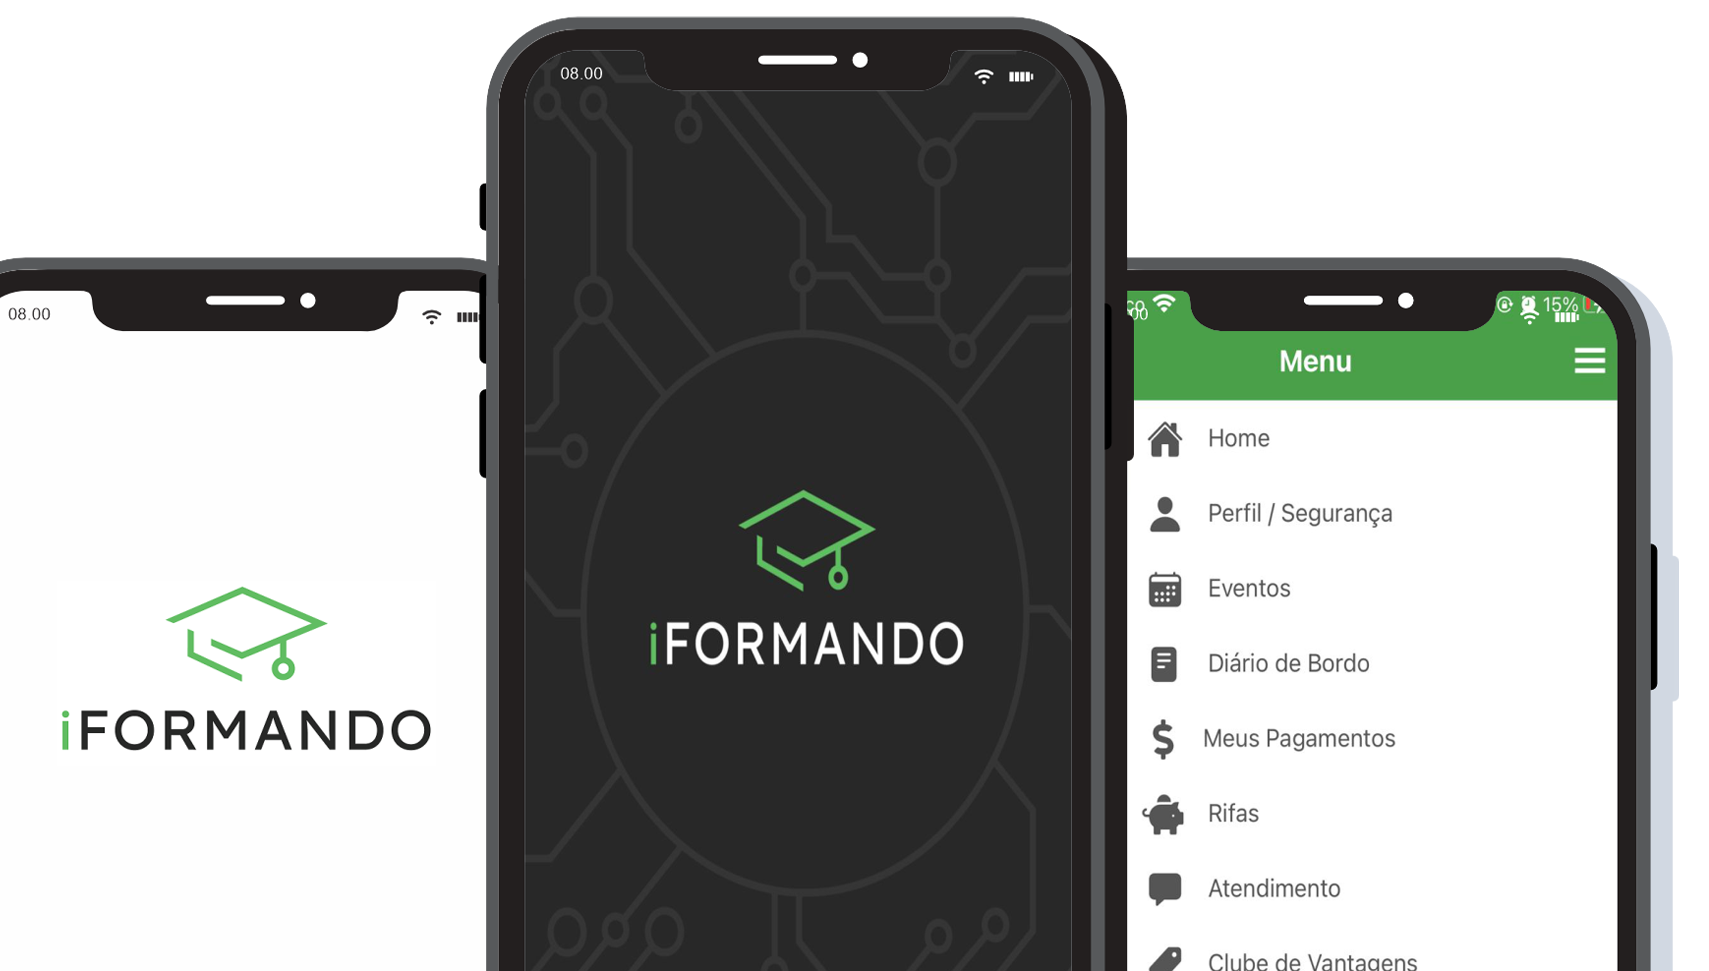 08.00
iFORMANDO
08.00
iFORMANDO
15%
Menu
Home
Perfil / Segurança
Eventos
Diário de Bordo
Meus Pagamentos
Rifas
Atendimento
Clube de Vantagens